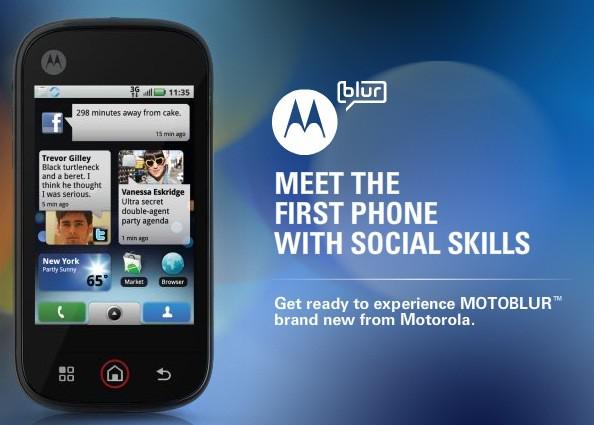 3G 11:35
298 minutes away from cake.
15 min ago
Trevor Gilley
Black turtleneck
and a beret. I
think he thought
I was serious.
5 min ago
Vanessa Eskridge
Ultra secret
double-agent
party agenda
1 min ago
New York
Partly Sunny
65°
Market
Browser
blur
MEET THE
FIRST PHONE
WITH SOCIAL SKILLS
Get ready to experience MOTOBLUR™
brand new from Motorola.